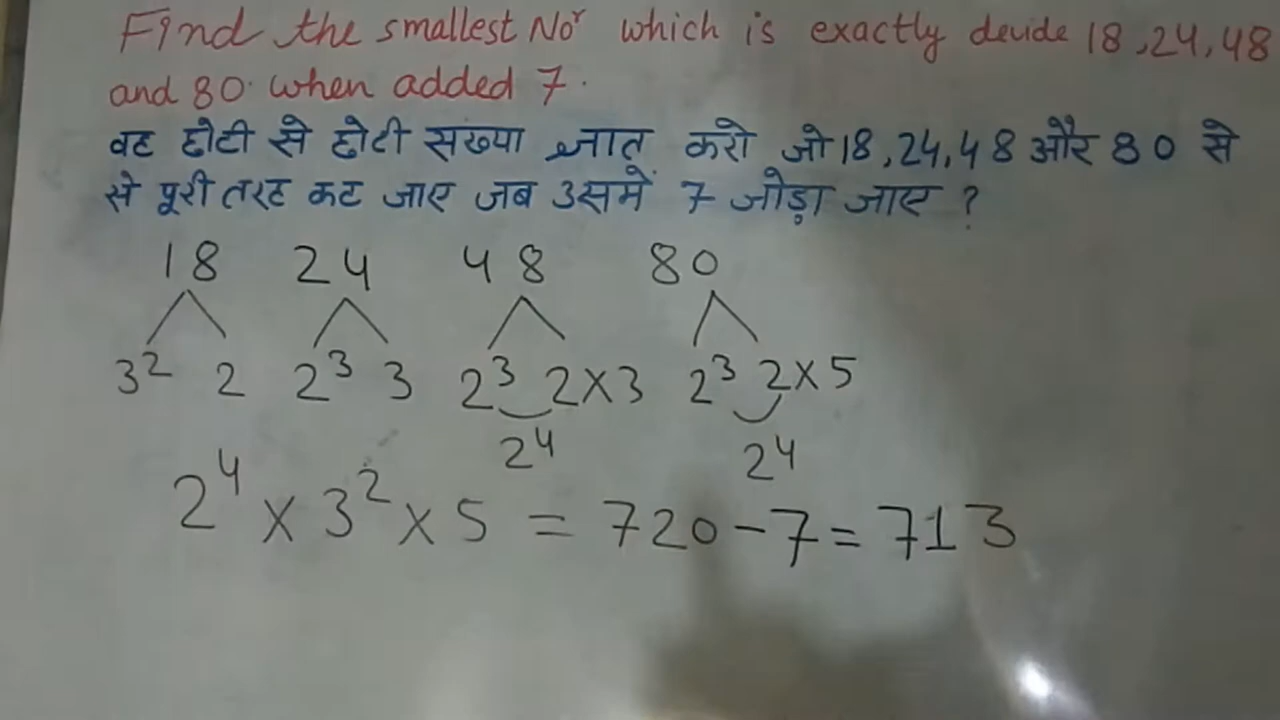 Find the smallest Noʳ which is exactly devide 18,24,48
and 80. when added 7.
वह छोटी से छोटी सख्या ज्ञात करो जो 18,24,48 और 80 से
से पूरी तरह कट जाए जब उसमें 7 जोड़ा जाए ?
18 24 48 80
3² 2 2³ 3 2³ 2×3 2³ 2×5
2⁴ 2⁴
2⁴ × 3² × 5 = 720 - 7 = 713